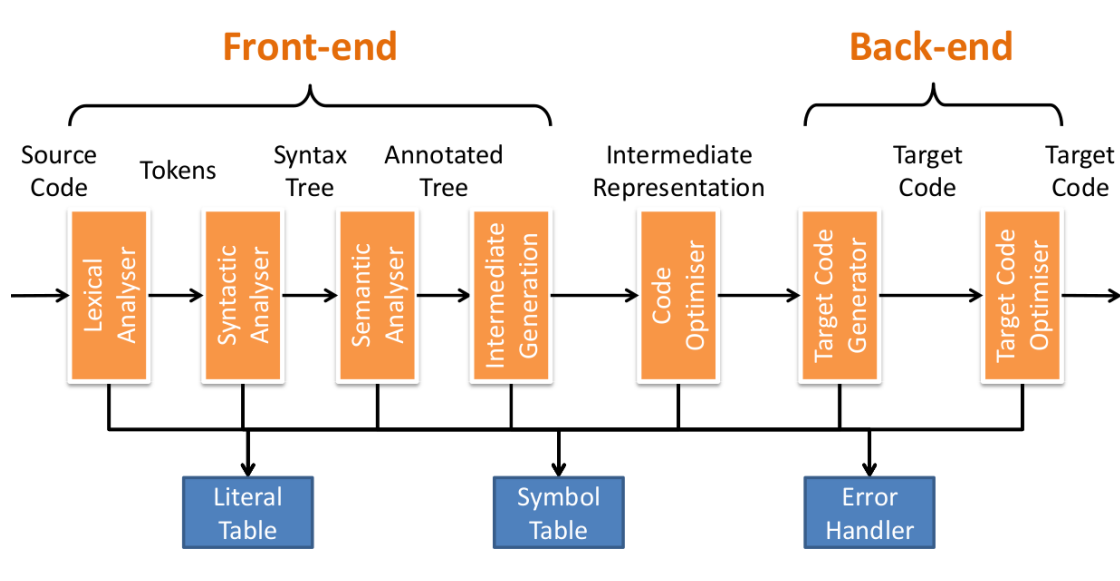 Front-end
Back-end
Source
Code
Tokens
Syntax
Tree
Annotated
Tree
Intermediate
Representation
Target
Code
Target
Code
Lexical
Analyser
Syntactic
Analyser
Semantic
Analyser
Intermediate
Generation
Code
Optimiser
Target Code
Generator
Target Code
Optimiser
Literal
Table
Symbol
Table
Error
Handler